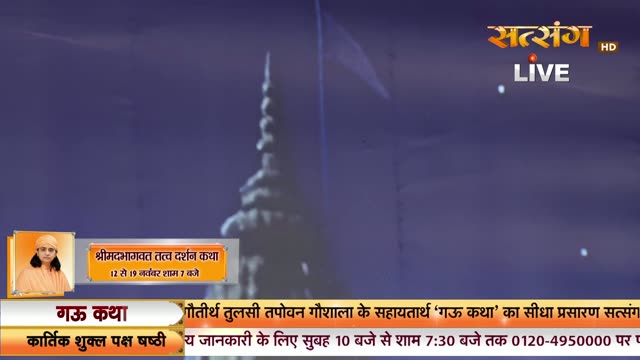 सत्संग HD
LIVE
श्रीमदभागवत तत्व दर्शन कथा
12 से 19 नवंबर शाम 7 बजे
गऊ कथा
गौतीर्थ तुलसी तपोवन गौशाला के सहायतार्थ ‘गऊ कथा’ का सीधा प्रसारण सत्संग
कार्तिक शुक्ल पक्ष षष्ठी
य जानकारी के लिए सुबह 10 बजे से शाम 7:30 बजे तक 0120-4950000 पर